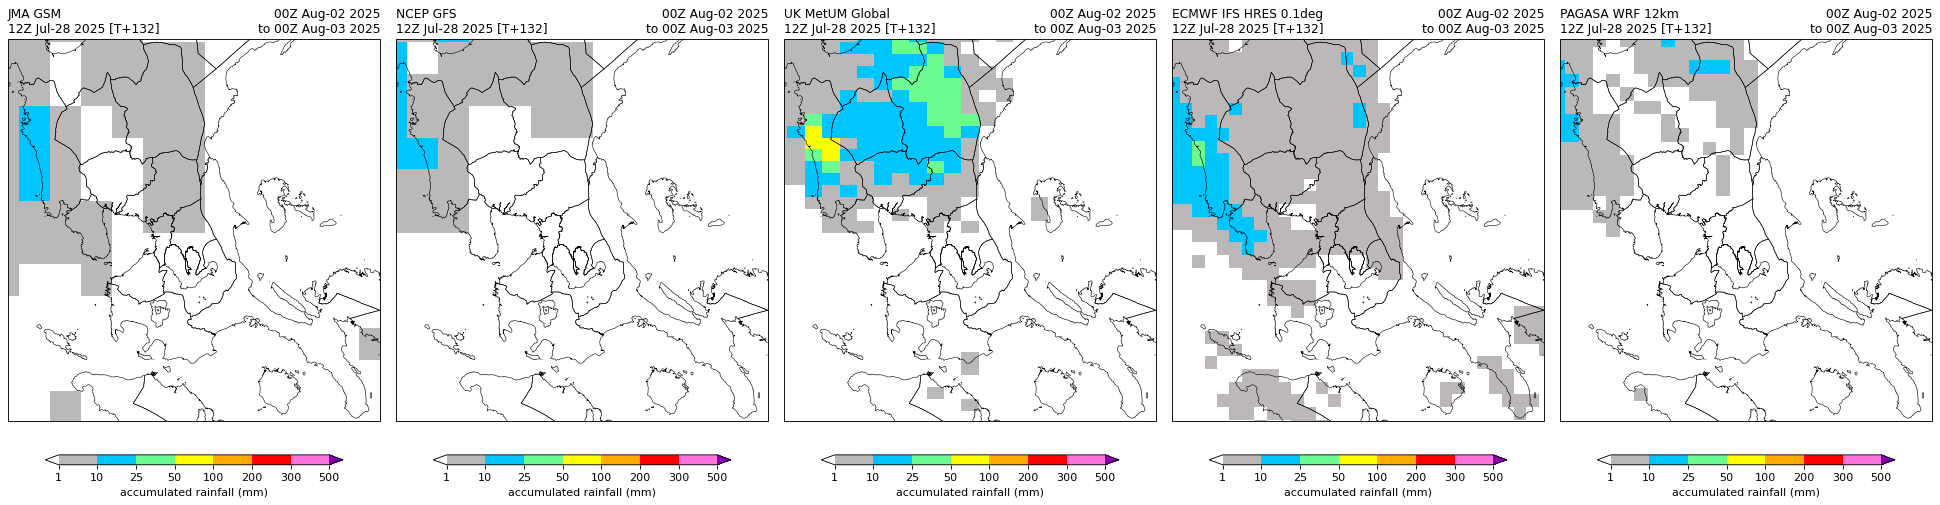 JMA GSM 00Z Aug-02 2025
12Z Jul-28 2025 [T+132] to 00Z Aug-03 2025
1 10 25 50 100 200 300 500
accumulated rainfall (mm)
NCEP GFS 00Z Aug-02 2025
12Z Jul-28 2025 [T+132] to 00Z Aug-03 2025
1 10 25 50 100 200 300 500
accumulated rainfall (mm)
UK MetUM Global 00Z Aug-02 2025
12Z Jul-28 2025 [T+132] to 00Z Aug-03 2025
1 10 25 50 100 200 300 500
accumulated rainfall (mm)
ECMWF IFS HRES 0.1deg 00Z Aug-02 2025
12Z Jul-28 2025 [T+132] to 00Z Aug-03 2025
1 10 25 50 100 200 300 500
accumulated rainfall (mm)
PAGASA WRF 12km 00Z Aug-02 2025
12Z Jul-28 2025 [T+132] to 00Z Aug-03 2025
1 10 25 50 100 200 300 500
accumulated rainfall (mm)